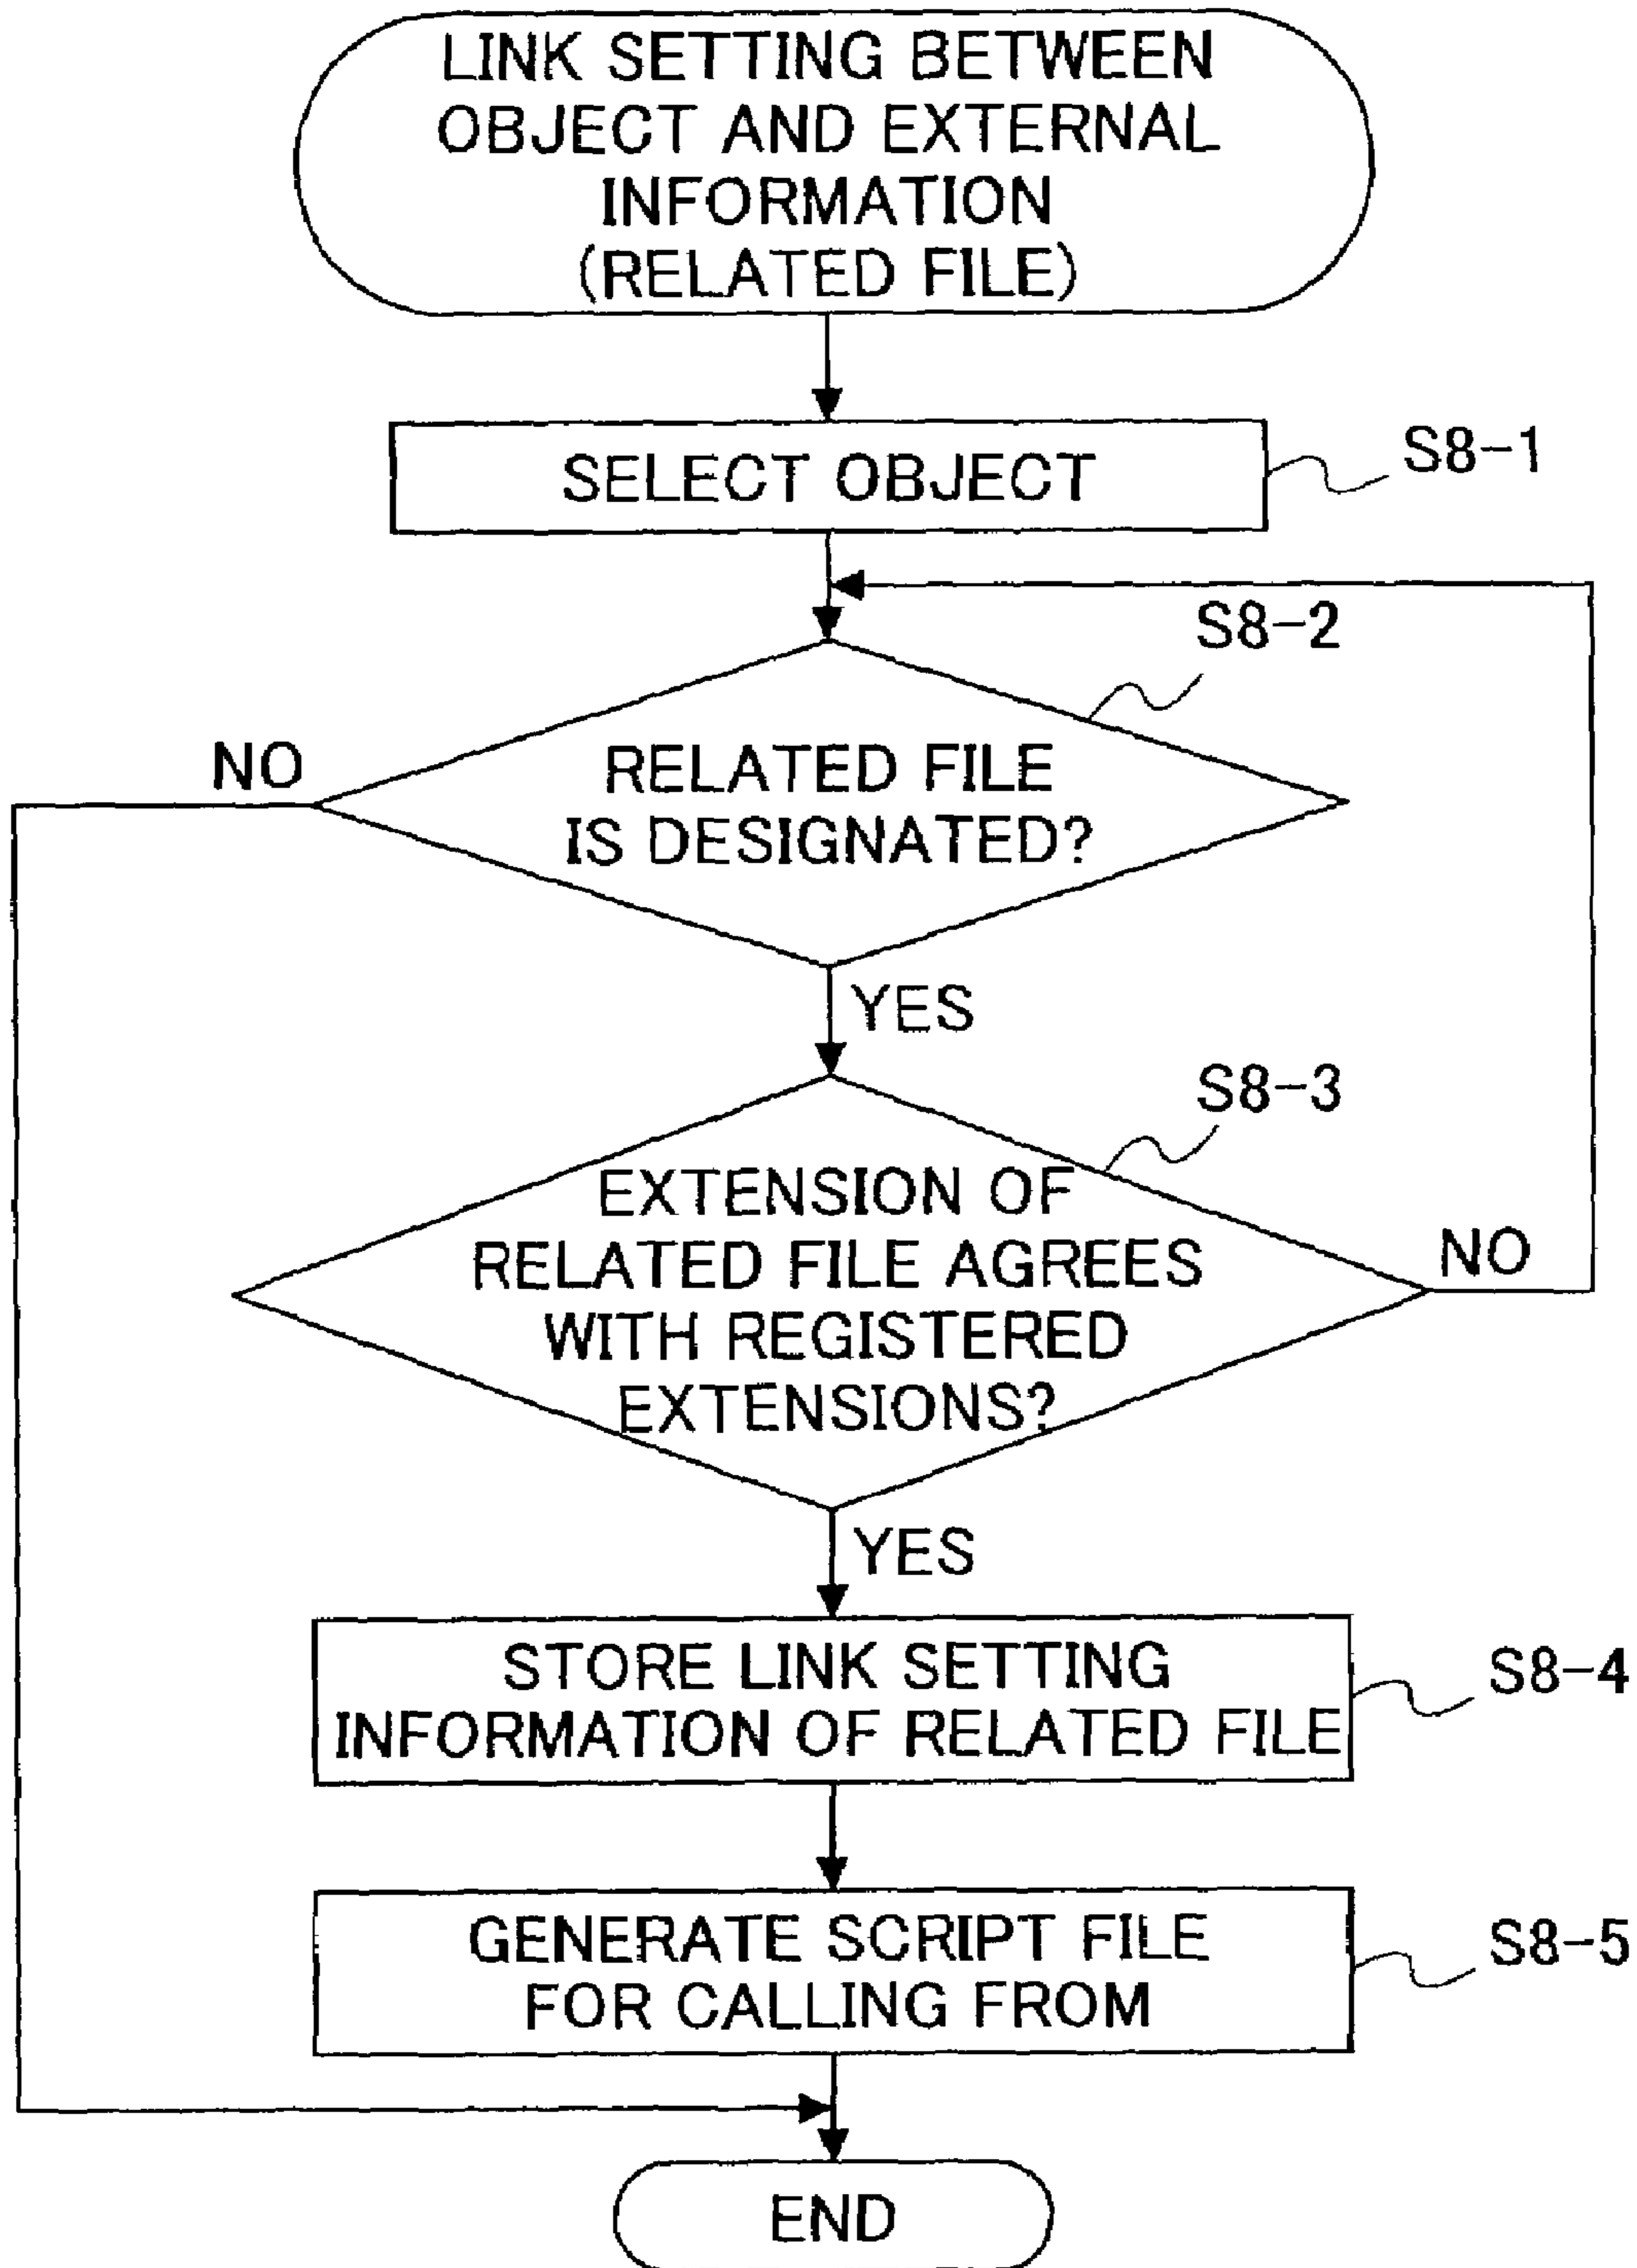 LINK SETTING BETWEEN
OBJECT AND EXTERNAL
INFORMATION
(RELATED FILE)
SELECT OBJECT
S8-1
S8-2
NO
RELATED FILE
IS DESIGNATED?
YES
S8-3
EXTENSION OF
RELATED FILE AGREES
WITH REGISTERED
EXTENSIONS?
NO
YES
STORE LINK SETTING
INFORMATION OF RELATED FILE
S8-4
GENERATE SCRIPT FILE
FOR CALLING FROM
S8-5
END